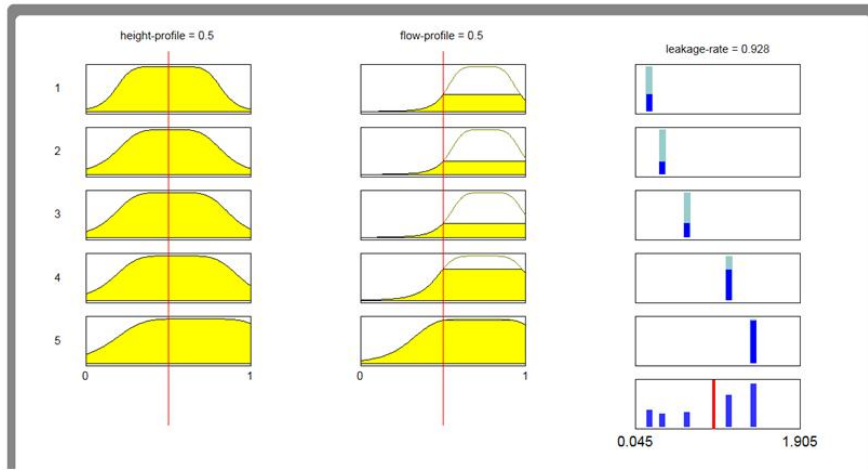 height-profile = 0.5
flow-profile = 0.5
leakage-rate = 0.928
1
2
3
4
5
0 1
0 1
0.045 1.905